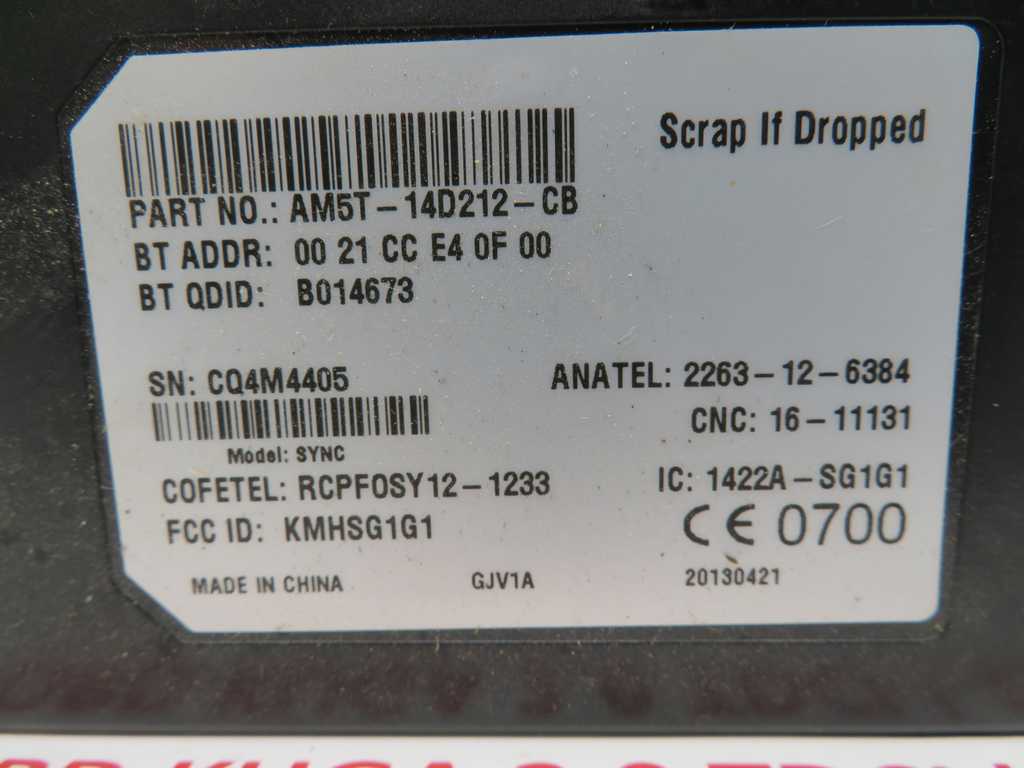 Scrap If Dropped
PART NO.: AM5T-14D212-CB
BT ADDR: 00 21 CC E4 0F 00
BT QDID: B014673
SN: CQ4M4405
ANATEL: 2263-12-6384
CNC: 16-11131
Model: SYNC
COFETEL: RCPFOSY12-1233
IC: 1422A-SG1G1
FCC ID: KMHSG1G1
CE 0700
MADE IN CHINA GJV1A 20130421